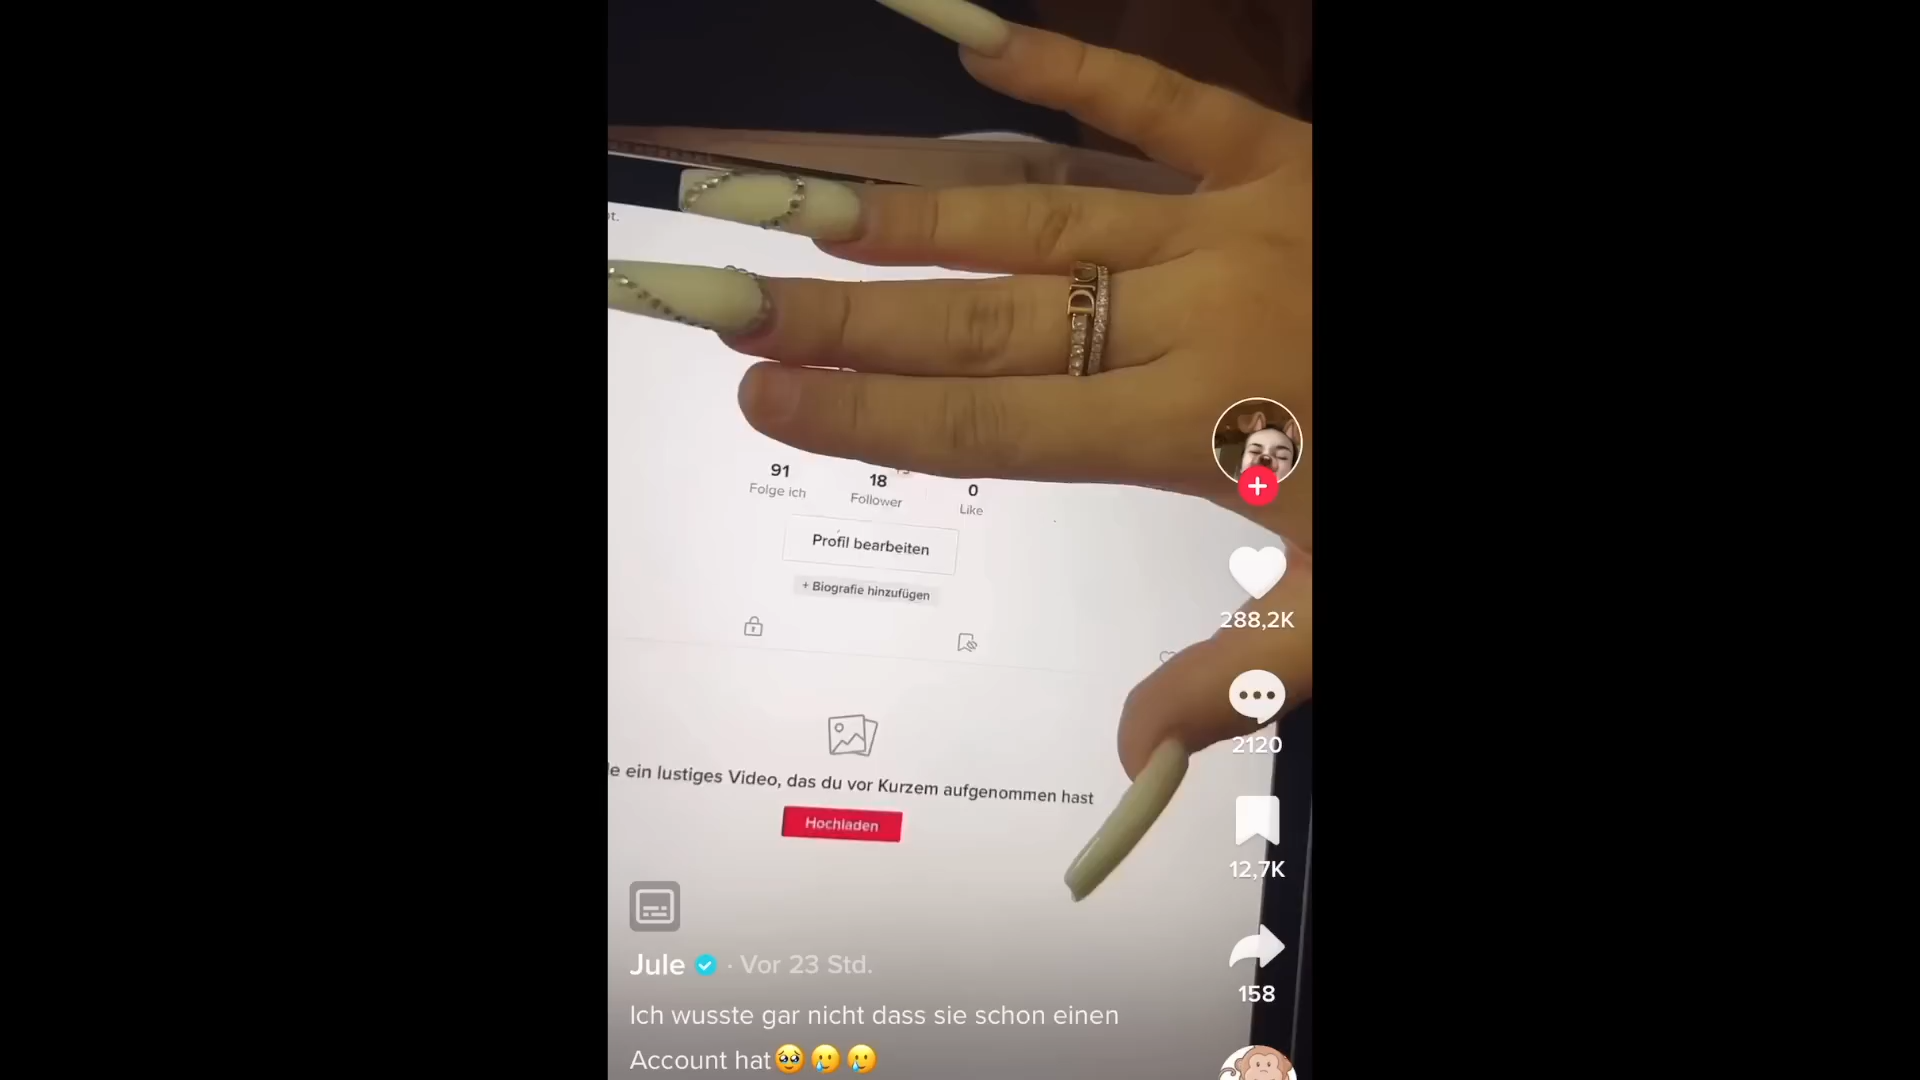 DIO
91
Folge ich
18
Follower
0
Like
Profil bearbeiten
+ Biografie hinzufügen
ein lustiges Video, das du vor Kurzem aufgenommen hast
Hochladen
288,2K
2120
12,7K
158
Jule · Vor 23 Std.
Ich wusste gar nicht dass sie schon einen
Account hat🥹🥲🥲